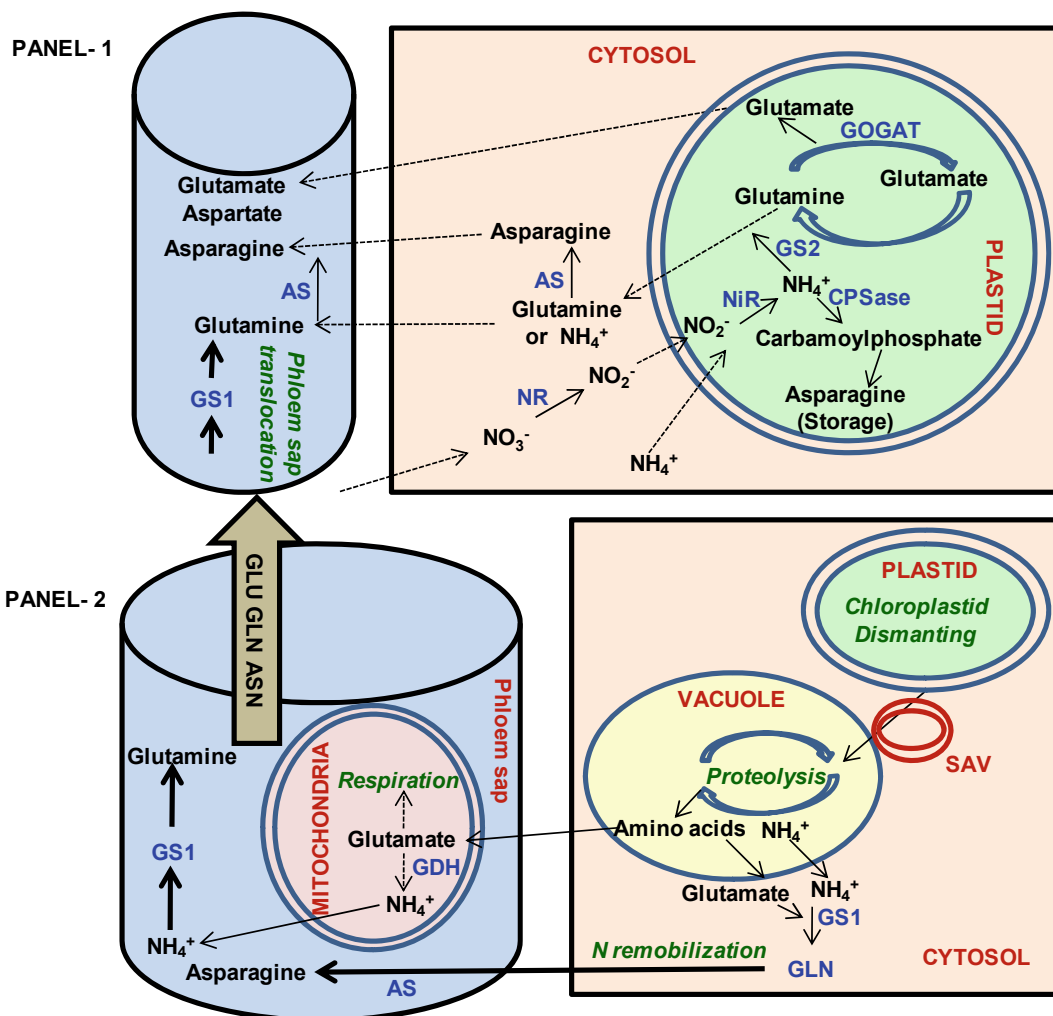 PANEL- 1
CYTOSOL
Glutamate
GOGAT
Glutamate
Glutamine
GS2
NH₄⁺
NiR
CPSase
NO₂⁻
Carbamoylphosphate
Asparagine
(Storage)
PLASTID
Glutamate
Aspartate
Asparagine
AS
Glutamine
GS1
Phloem sap
translocation
Asparagine
AS
Glutamine
or NH₄⁺
NO₂⁻
NR
NO₃⁻
NH₄⁺
PANEL- 2
GLU GLN ASN
Phloem sap
Glutamine
GS1
NH₄⁺
Asparagine
AS
MITOCHONDRIA
Respiration
Glutamate
GDH
NH₄⁺
PLASTID
Chloroplastid
Dismanting
SAV
VACUOLE
Proteolysis
Amino acids
NH₄⁺
Glutamate
NH₄⁺
GS1
N remobilization
GLN
CYTOSOL